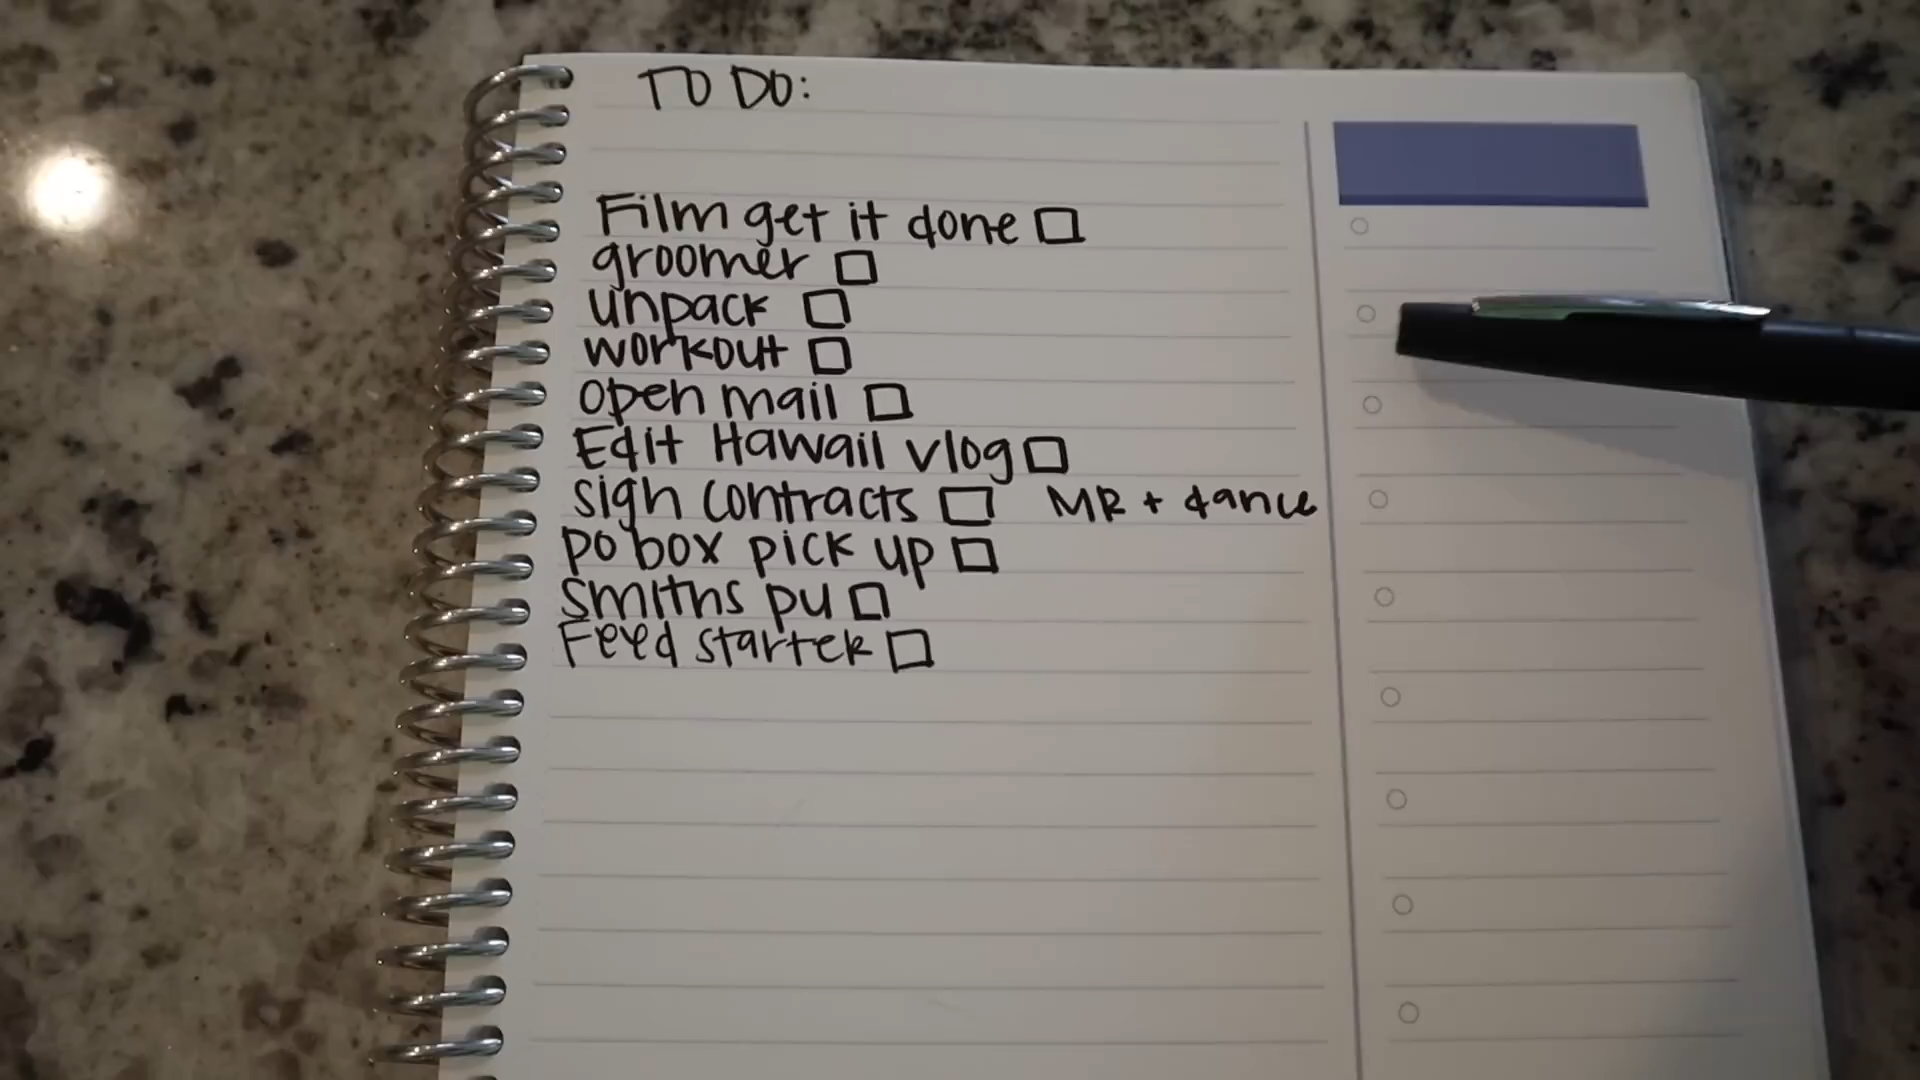 TO DO:
Film get it done
groomer
unpack
workout
open mail
Edit Hawaii vlog
sign contracts MR + dance
po box pick up
smiths pu
Feed starter